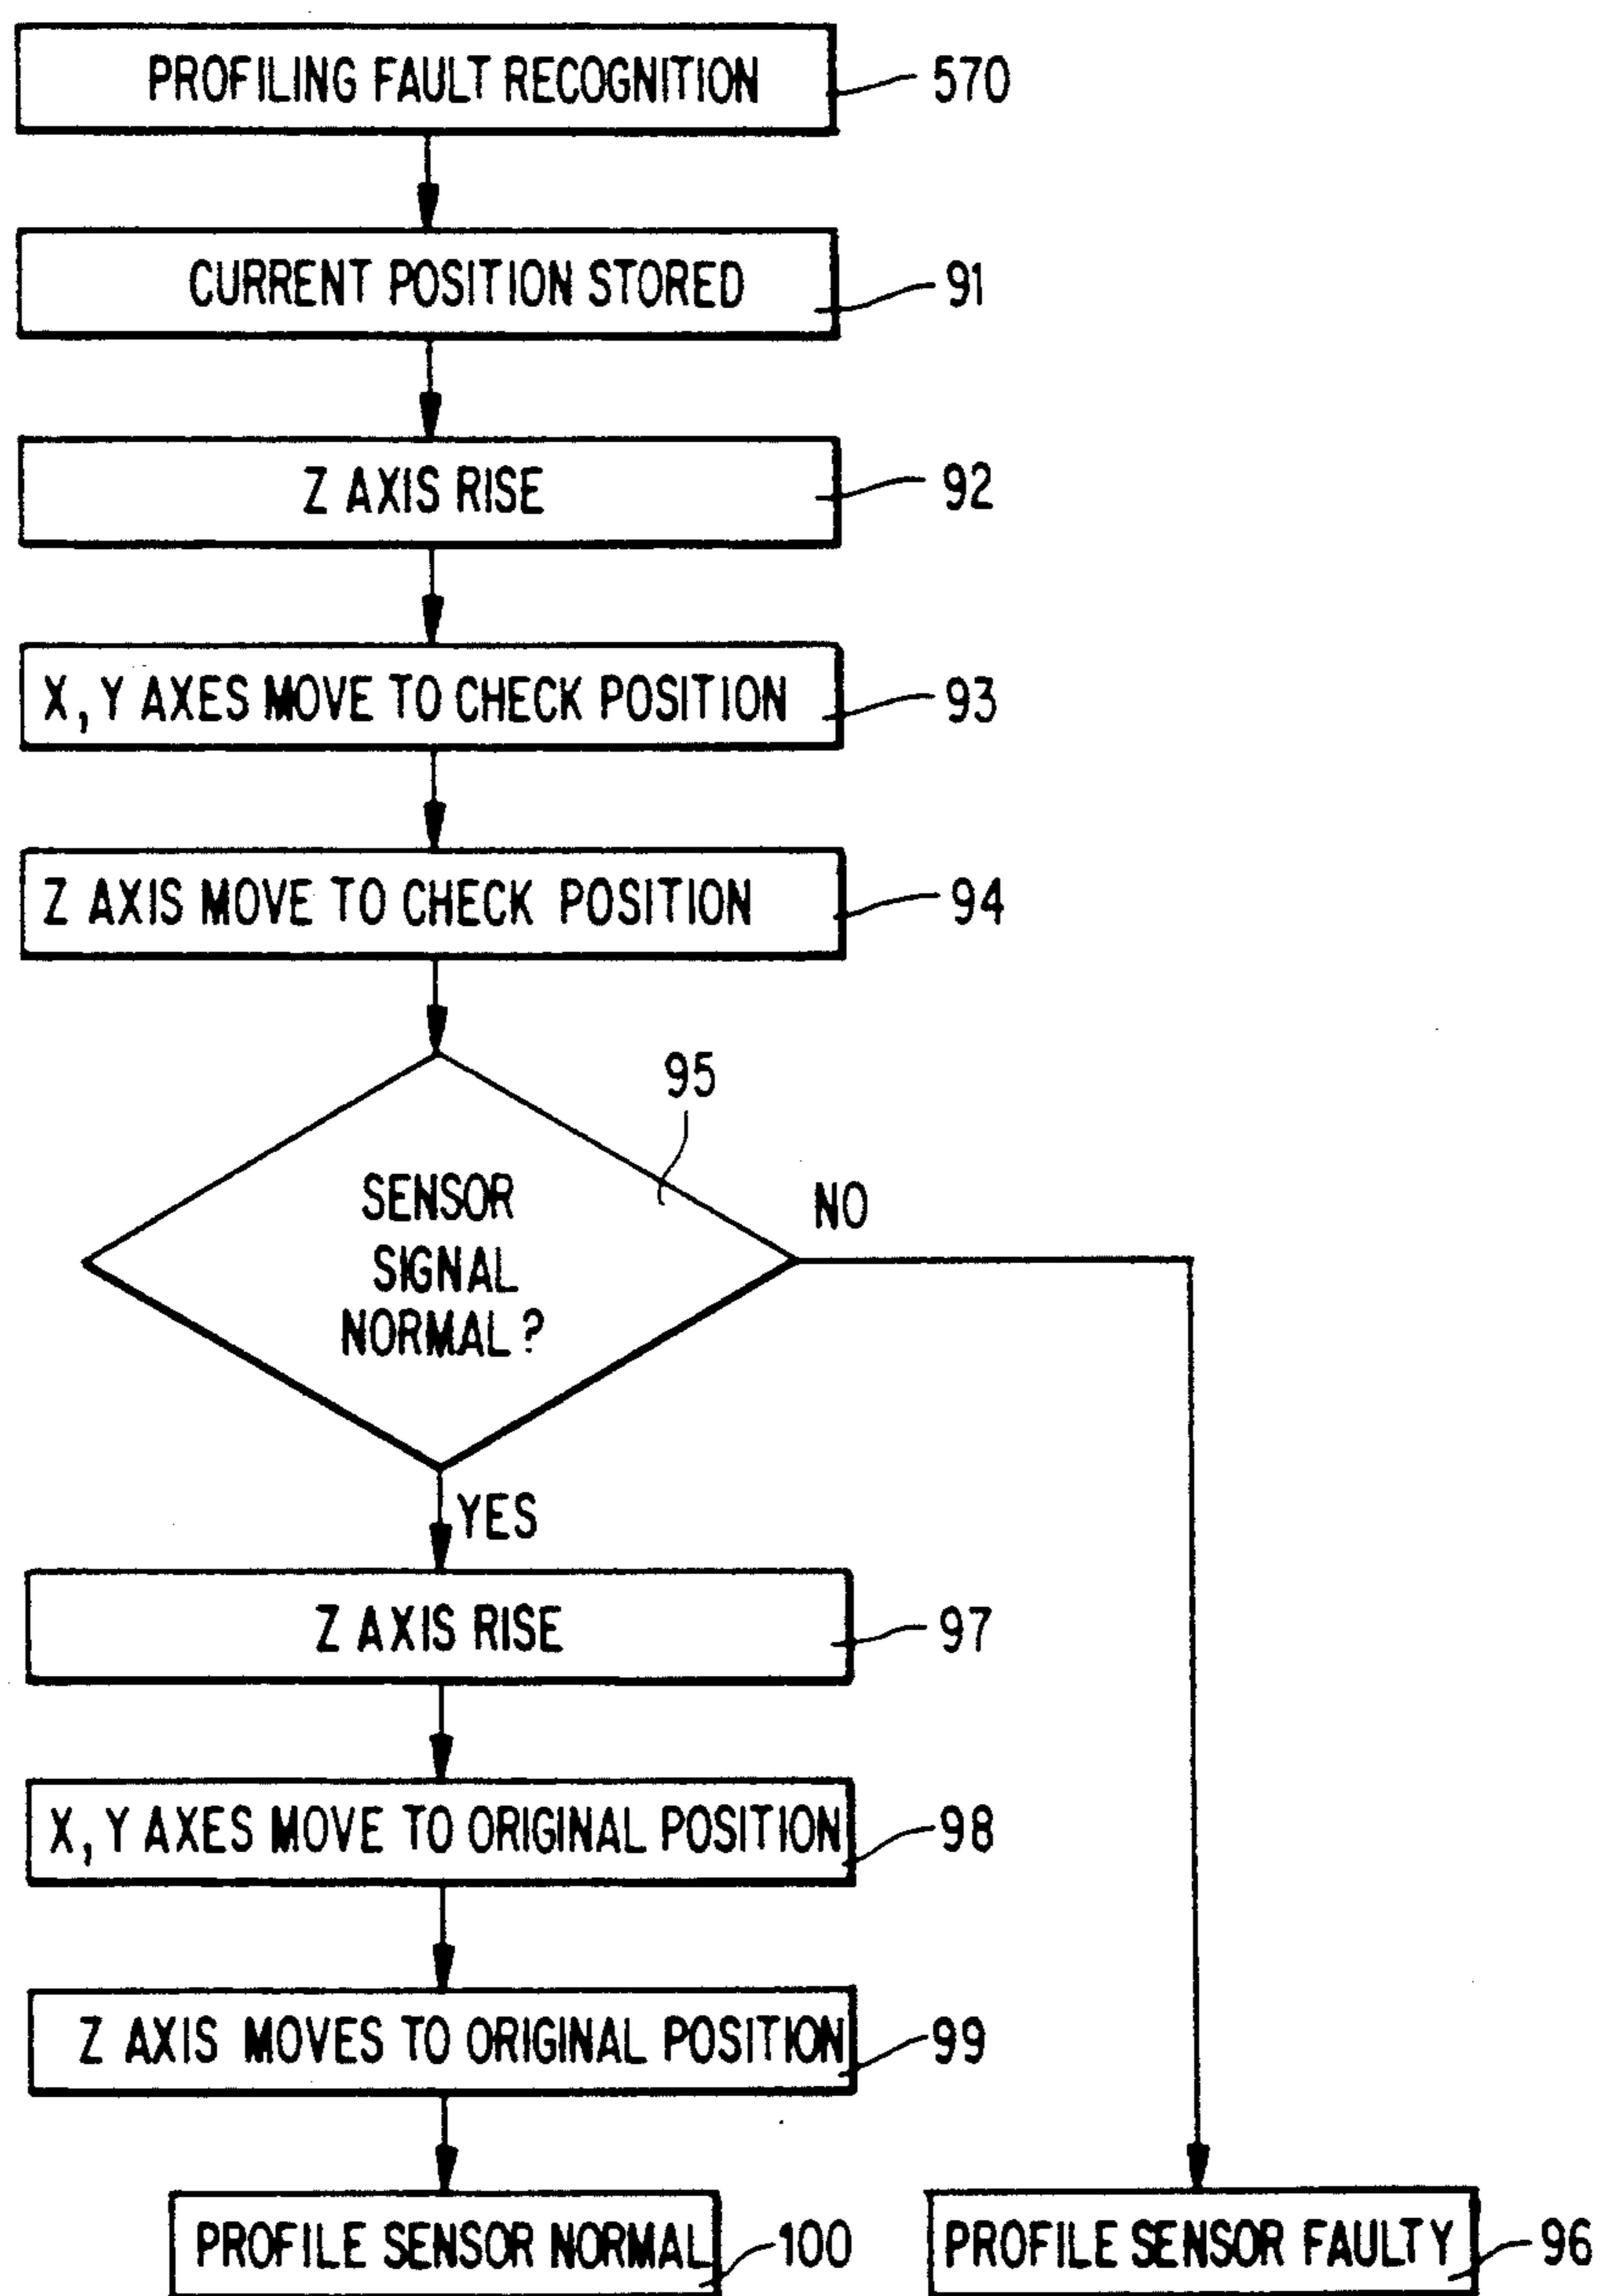 PROFILING FAULT RECOGNITION
570
CURRENT POSITION STORED
91
Z AXIS RISE
92
X, Y AXES MOVE TO CHECK POSITION
93
Z AXIS MOVE TO CHECK POSITION
94
95
SENSOR
SIGNAL
NORMAL?
NO
YES
Z AXIS RISE
97
X, Y AXES MOVE TO ORIGINAL POSITION
98
Z AXIS MOVES TO ORIGINAL POSITION
99
PROFILE SENSOR NORMAL
100
PROFILE SENSOR FAULTY
96